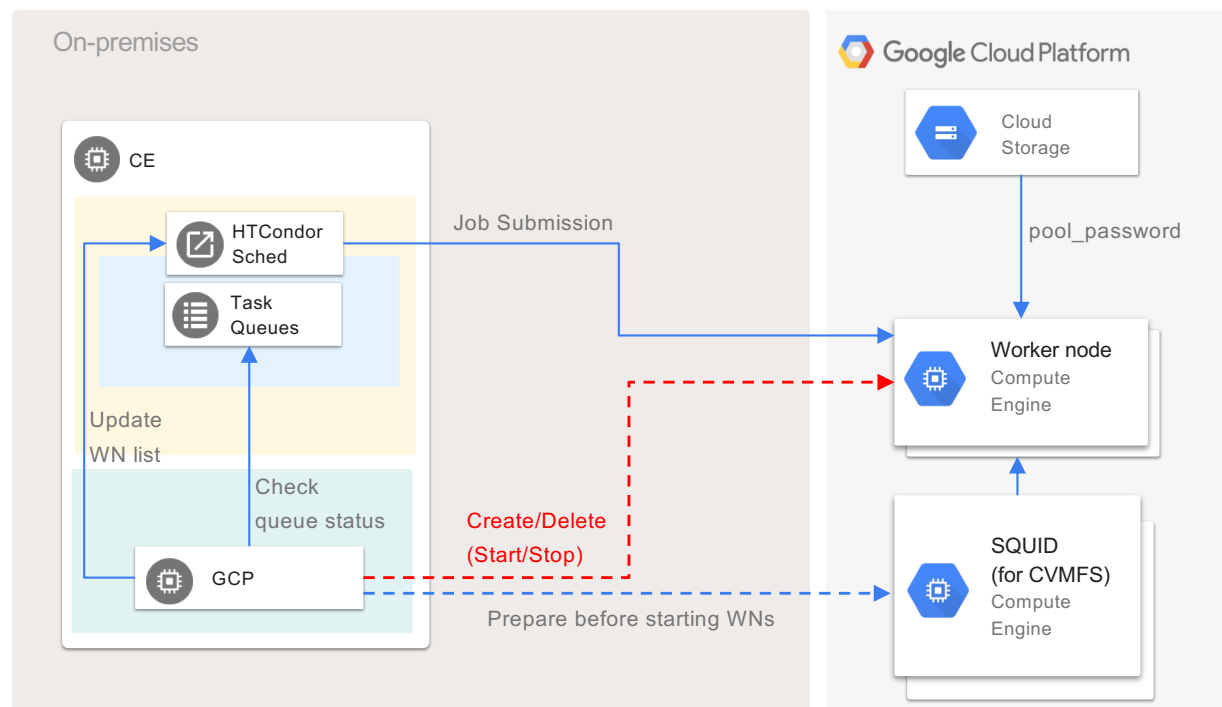 On-premises
Google Cloud Platform
CE
HTCondor
Sched
Task
Queues
Update
WN list
Check
queue status
GCP
Job Submission
Create/Delete
(Start/Stop)
Prepare before starting WNs
Cloud
Storage
pool_password
Worker node
Compute
Engine
SQUID
(for CVMFS)
Compute
Engine